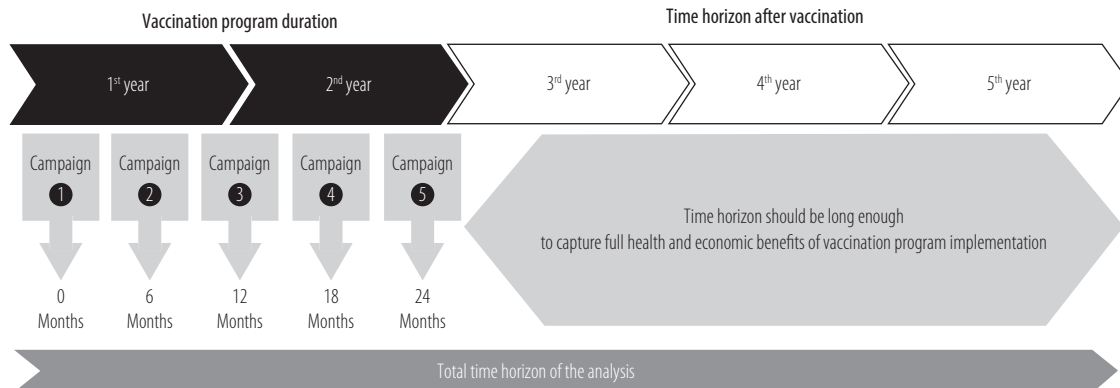 Vaccination program duration
Time horizon after vaccination
1st year
2nd year
3rd year
4th year
5th year
Campaign
1
Campaign
2
Campaign
3
Campaign
4
Campaign
5
Time horizon should be long enough
to capture full health and economic benefits of vaccination program implementation
0
Months
6
Months
12
Months
18
Months
24
Months
Total time horizon of the analysis